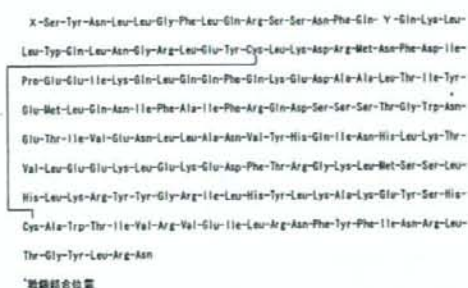 X-Ser-Tyr-Asn-Leu-Leu-Gly-Phe-Leu-Gln-Arg-Ser-Ser-Asn-Phe-Gln- Y -Gln-Lys-Leu-
Leu-Typ-Gln-Leu-Asn-Gly-Arg-Leu-Glu-Tyr-Cys-Leu-Lys-Asp-Arg-Met-Asn-Phe-Asp-Ile-
Pro-Glu-Glu-Ile-Lys-Gln-Leu-Gln-Gln-Phe-Gln-Lys-Glu-Asp-Ala-Ala-Leu-Thr-Ile-Tyr-
Glu-Met-Leu-Gln-Asn-Ile-Phe-Ala-Ile-Phe-Arg-Gln-Asp-Ser-Ser-Ser-Thr-Gly-Trp-Asn-
Glu-Thr-Ile-Val-Glu-Asn-Leu-Leu-Ala-Asn-Val-Tyr-His-Gln-Ile-Asn-His-Leu-Lys-Thr-
Val-Leu-Glu-Glu-Lys-Leu-Glu-Lys-Glu-Asp-Phe-Thr-Arg-Gly-Lys-Leu-Met-Ser-Ser-Leu-
His-Leu-Lys-Arg-Tyr-Tyr-Gly-Arg-Ile-Leu-His-Tyr-Leu-Lys-Ala-Lys-Glu-Tyr-Ser-His-
Cys-Ala-Trp-Thr-Ile-Val-Arg-Val-Glu-Ile-Leu-Arg-Asn-Phe-Tyr-Phe-Ile-Asn-Arg-Leu-
Thr-Gly-Tyr-Leu-Arg-Asn
*糖鎖結合位置